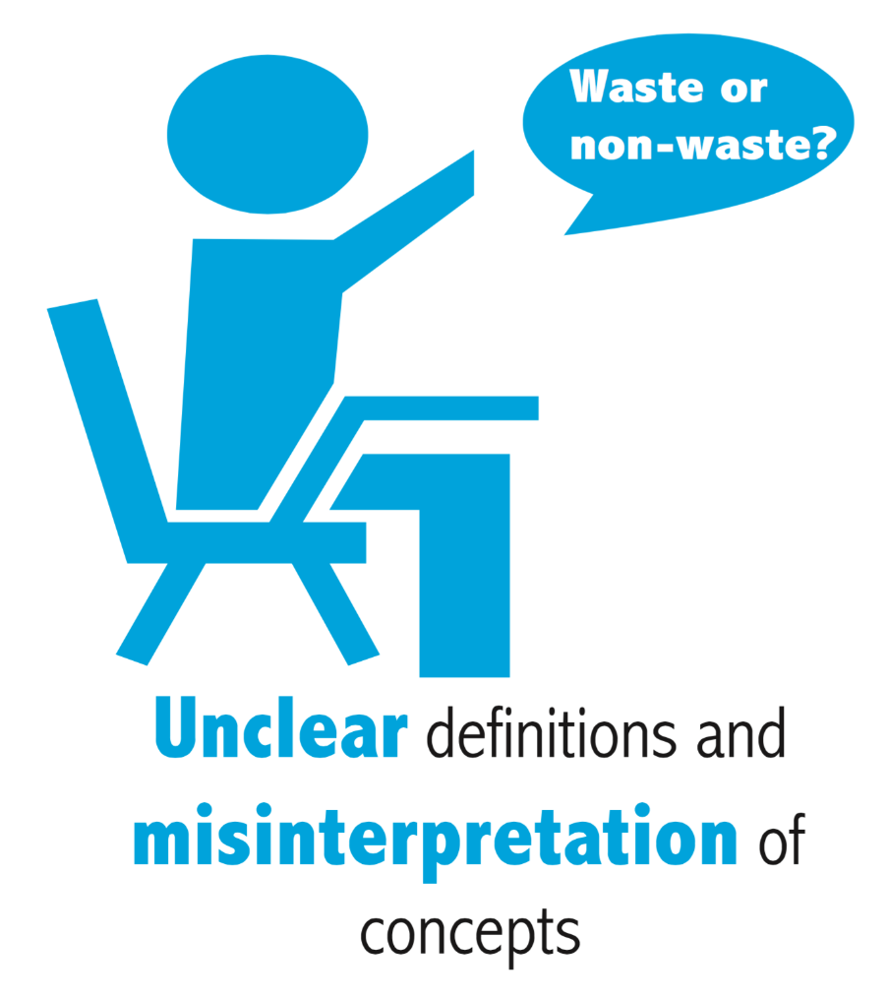 Waste or
non-waste?
Unclear definitions and
misinterpretation of
concepts